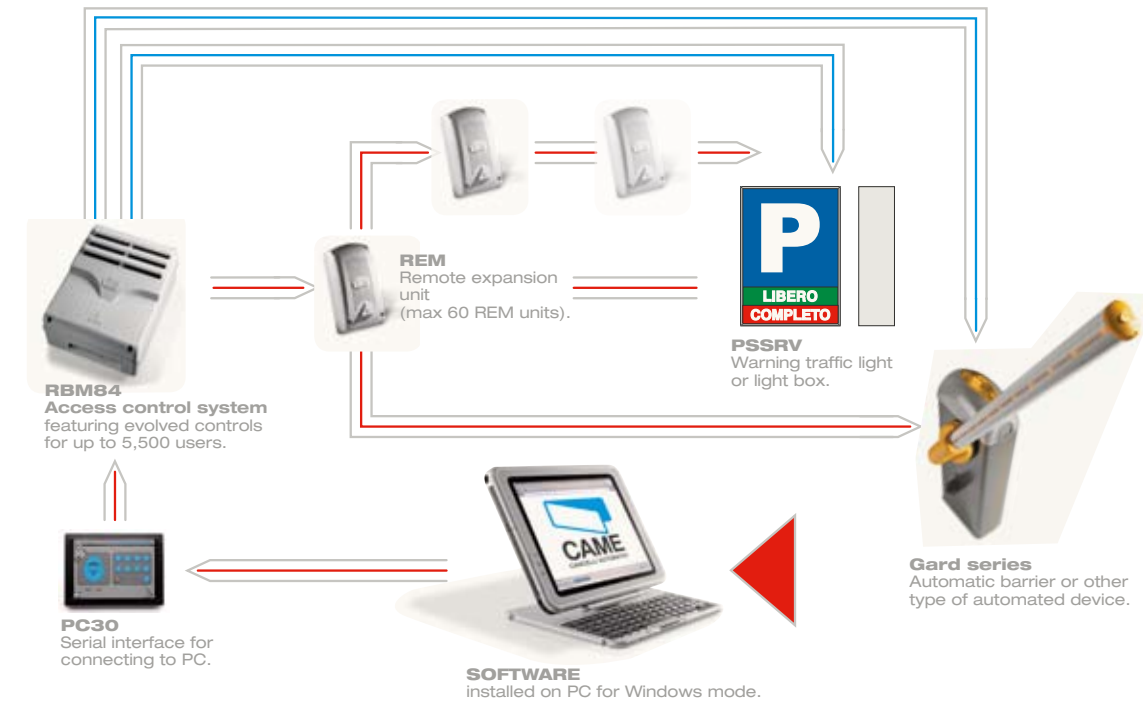 REM
Remote expansion
unit
(max 60 REM units).
P
LIBERO
COMPLETO
PSSRV
Warning traffic light
or light box.
RBM84
Access control system
featuring evolved controls
for up to 5,500 users.
CAME
CANCELLI AUTOMATICI
Gard series
Automatic barrier or other
type of automated device.
PC30
Serial interface for
connecting to PC.
SOFTWARE
installed on PC for Windows mode.